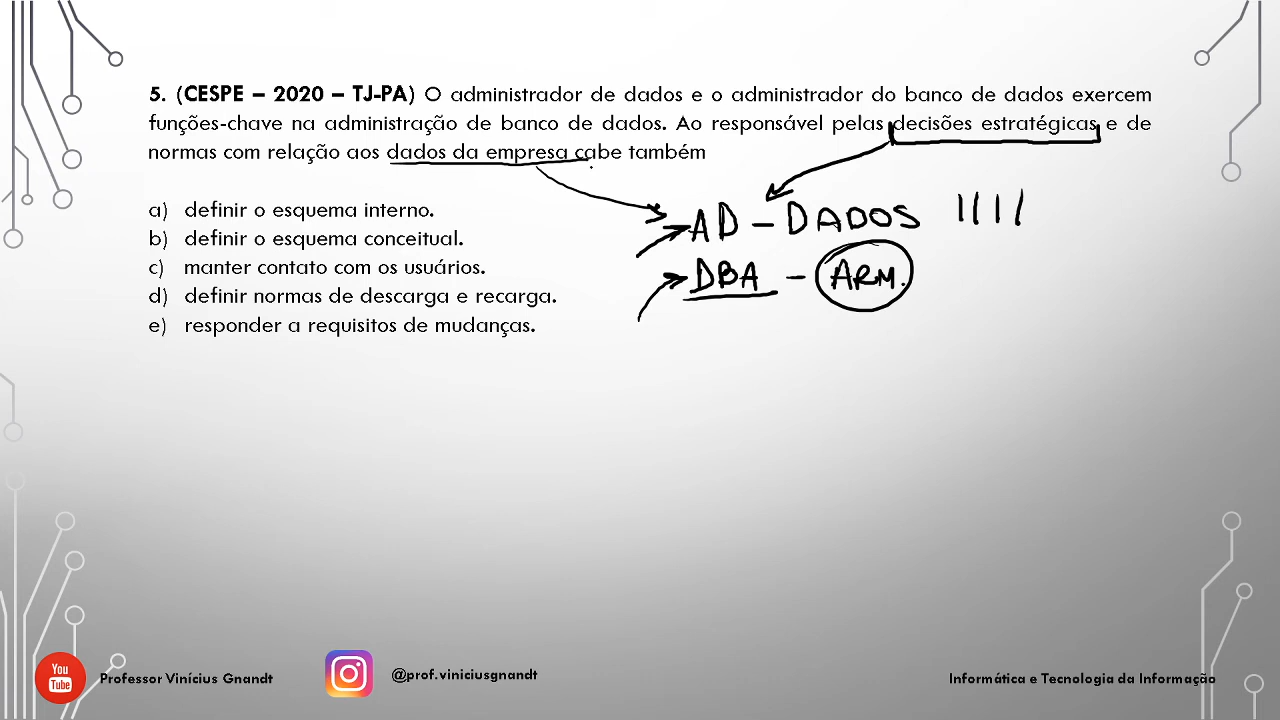 5. (CESPE – 2020 – TJ-PA) O administrador de dados e o administrador do banco de dados exercem
funções-chave na administração de banco de dados. Ao responsável pelas decisões estratégicas e de
normas com relação aos dados da empresa cabe também
a) definir o esquema interno.
b) definir o esquema conceitual.
c) manter contato com os usuários.
d) definir normas de descarga e recarga.
e) responder a requisitos de mudanças.
AD – DADOS
DBA – ARM.
You
Tube
Professor Vinícius Gnandt
@prof.viniciusgnandt
Informática e Tecnologia da Informação